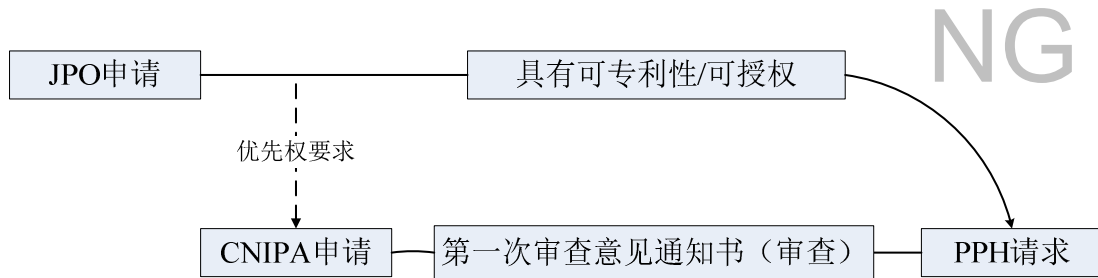 NG
JPO申请
具有可专利性/可授权
优先权要求
CNIPA申请
第一次审查意见通知书（审查）
PPH请求